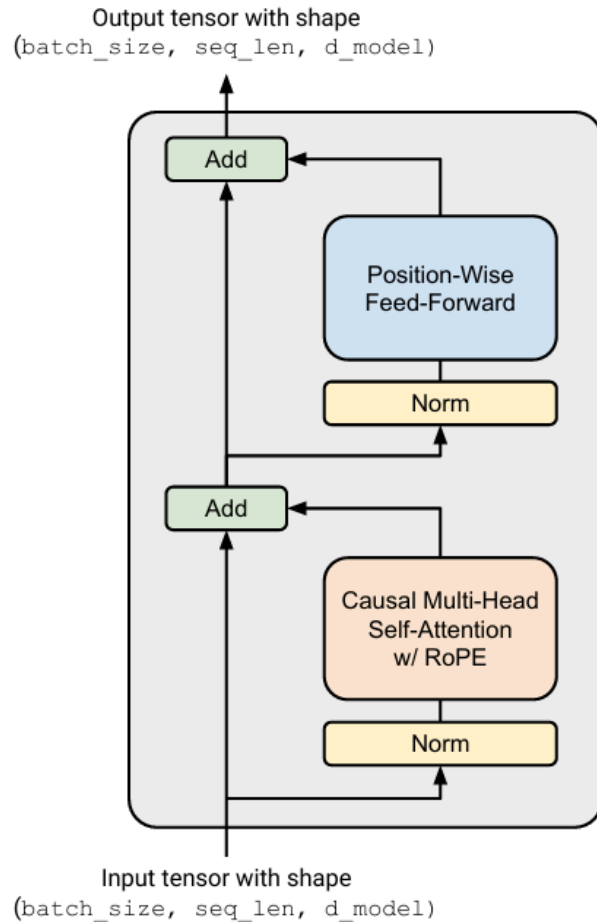 Output tensor with shape
(batch_size, seq_len, d_model)
Add
Position-Wise
Feed-Forward
Norm
Add
Causal Multi-Head
Self-Attention
w/ RoPE
Norm
Input tensor with shape
(batch_size, seq_len, d_model)